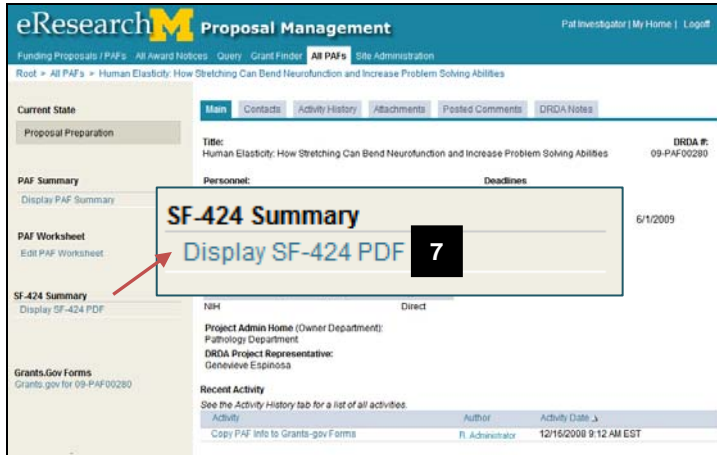 eResearch M Proposal Management
Pat Investigator | My Home | Logoff
Funding Proposals / PAFs All Award Notices Query Grant Finder All PAFs Site Administration
Root > All PAFs > Human Elasticity: How Stretching Can Bend Neurofunction and Increase Problem Solving Abilities
Current State
Proposal Preparation
PAF Summary
Display PAF Summary
PAF Worksheet
Edit PAF Worksheet
SF-424 Summary
Display SF-424 PDF
Grants.Gov Forms
Grants.gov for 09-PAF00280
Main Contacts Activity History Attachments Posted Comments DRDA Notes
Title: DRDA #:
Human Elasticity: How Stretching Can Bend Neurofunction and Increase Problem Solving Abilities 09-PAF00280
Personnel: Deadlines
6/1/2009
SF-424 Summary
Display SF-424 PDF 7
NIH Direct
Project Admin Home (Owner Department):
Pathology Department
DRDA Project Representative:
Genevieve Espinosa
Recent Activity
See the Activity History tab for a list of all activities.
Activity Author Activity Date
Copy PAF Info to Grants-gov Forms R. Administrator 12/16/2008 9:12 AM EST